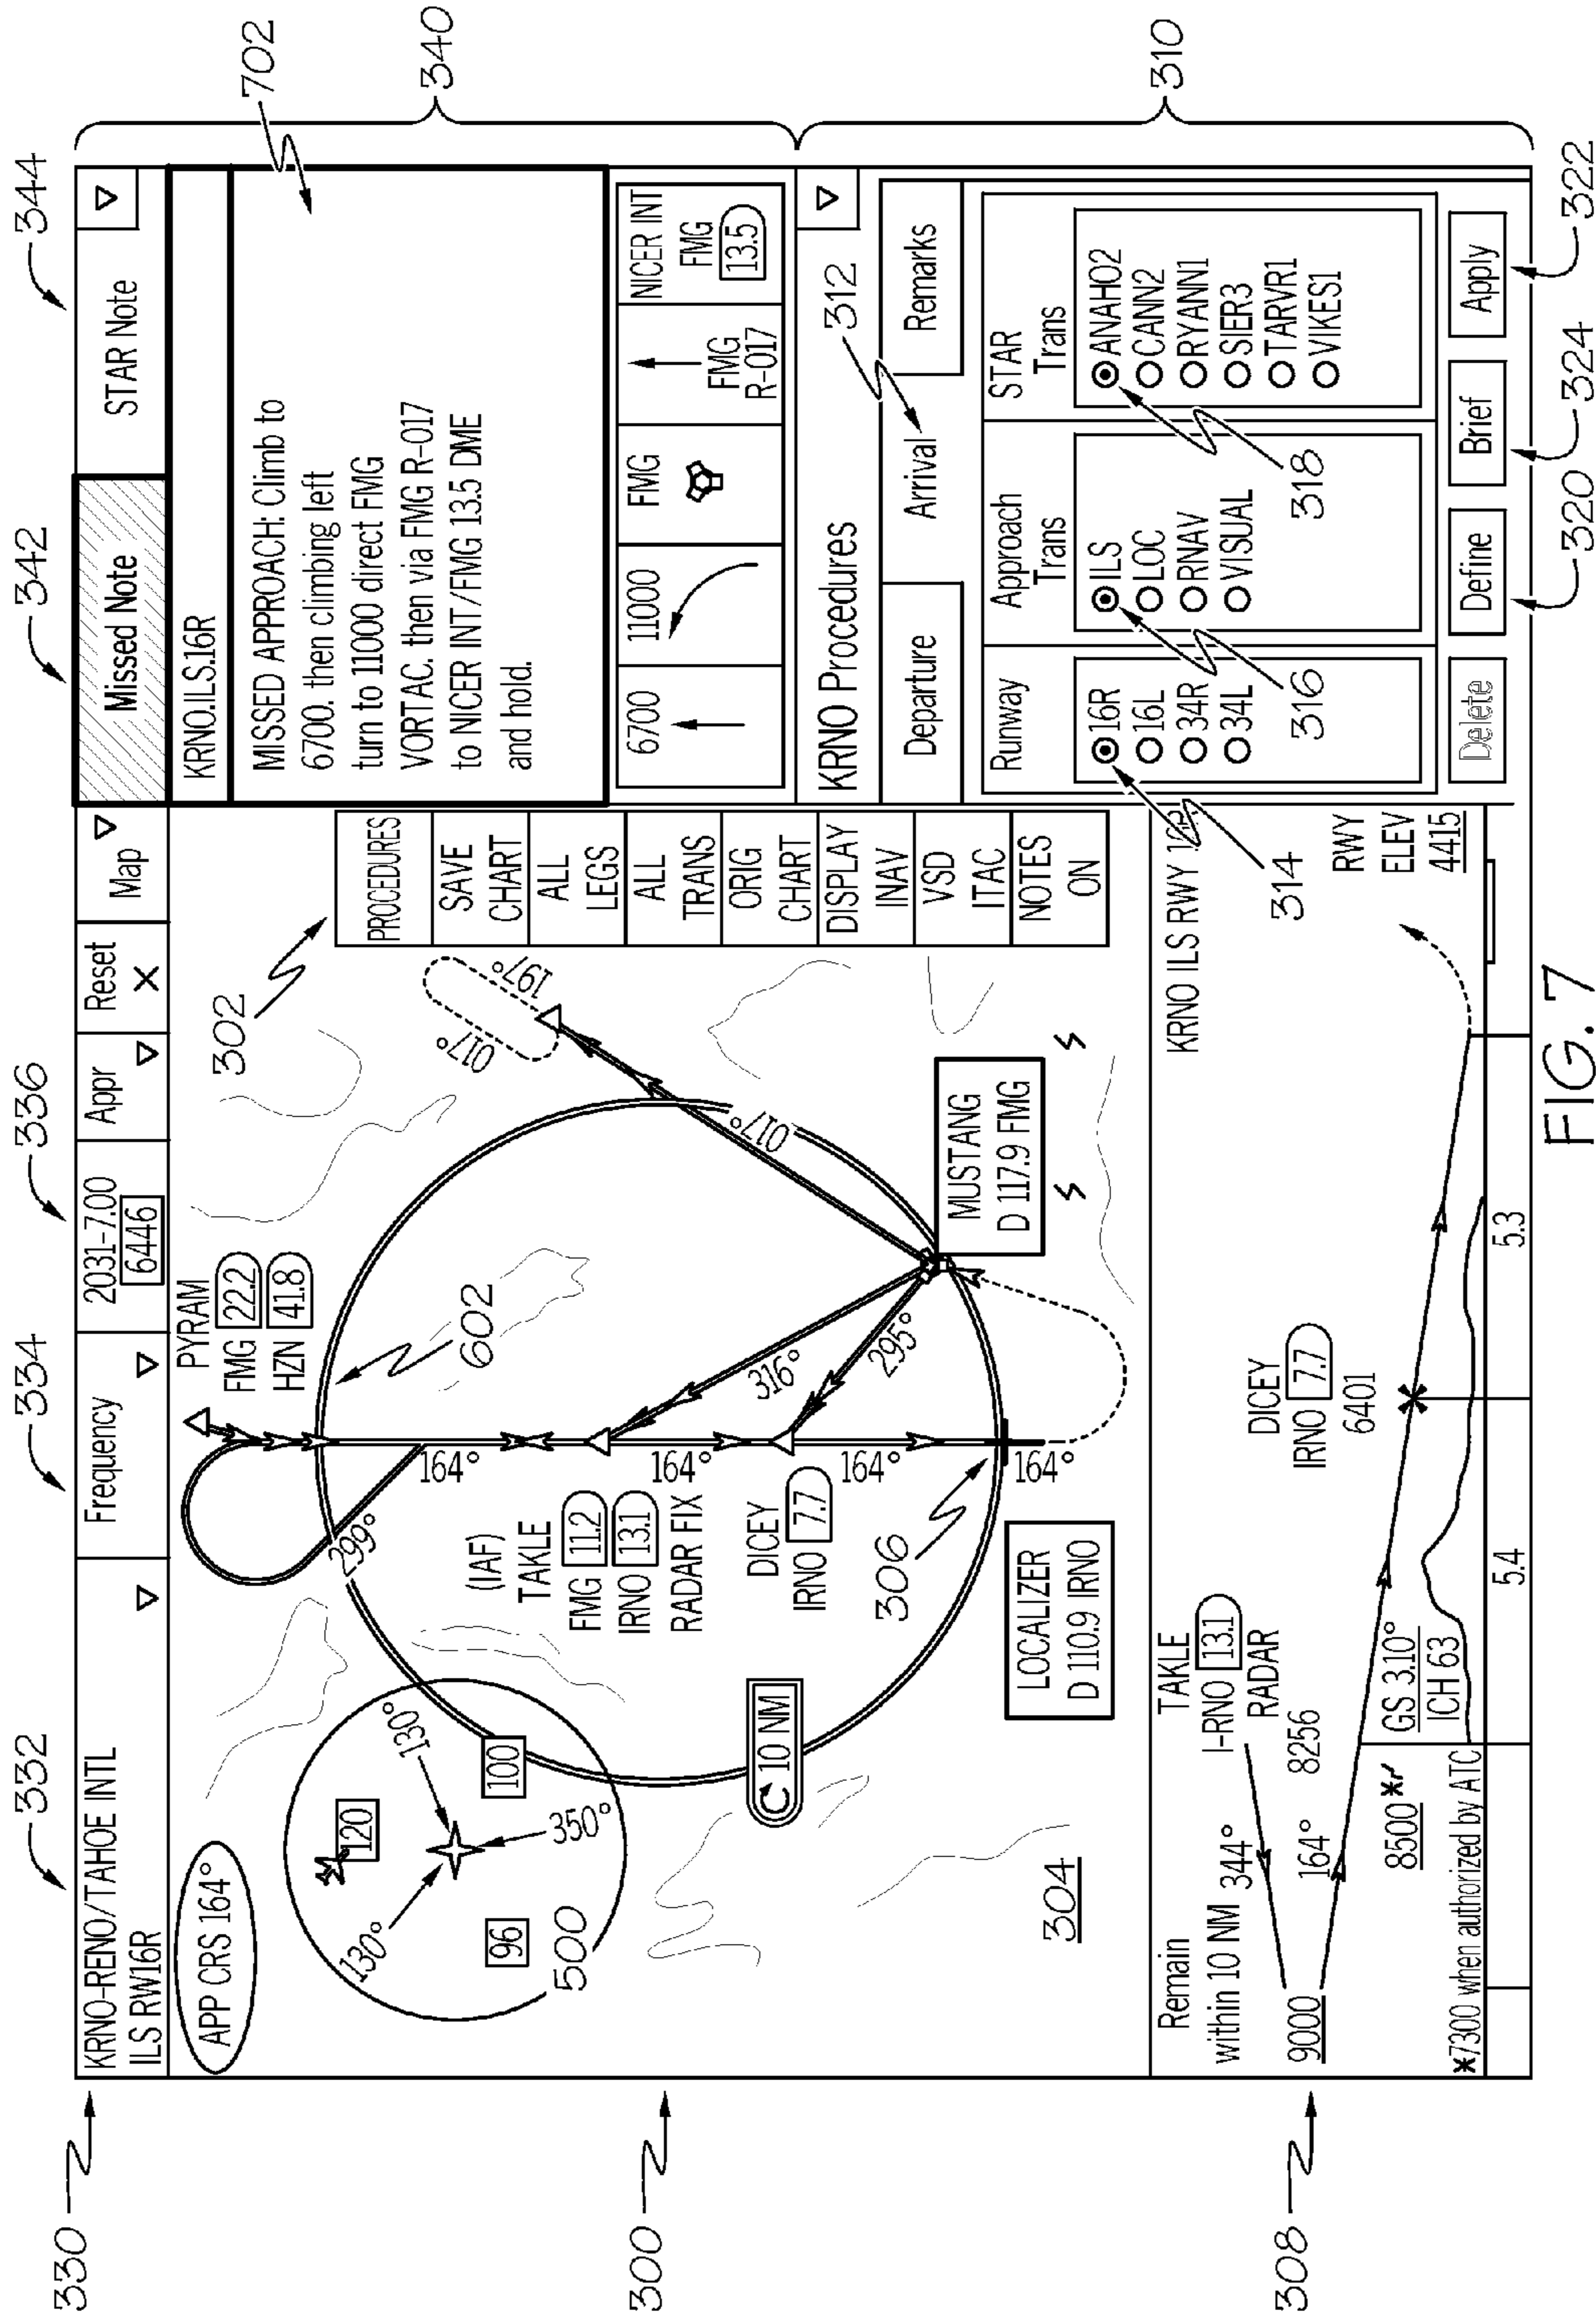 330
332
334
336
342
344
KRNO-RENO/TAHOE INTL
ILS RW16R
Frequency
2031-7.00
6446
Appr
Reset
X
Map
Missed Note
STAR Note
KRNO.ILS.16R
702
MISSED APPROACH: Climb to
6700. then climbing left
turn to 11000 direct FMG
VORTAC. then via FMG R-017
to NICER INT/FMG 13.5 DME
and hold.
340
6700
11000
FMG
FMG
R-017
NICER INT
FMG
13.5
APP CRS 164°
130°
120
130°
96
100
350°
500
PYRAM
FMG 22.2
HZN 41.8
602
299°
164°
(IAF)
TAKLE
FMG 11.2
IRNO 13.1
RADAR FIX
164°
316°
DICEY
IRNO 7.7
164°
295°
306
164°
017°
017°
197°
MUSTANG
D 117.9 FMG
LOCALIZER
D 110.9 IRNO
10 NM
300
304
302
PROCEDURES
SAVE
CHART
ALL
LEGS
ALL
TRANS
ORIG
CHART
DISPLAY
INAV
VSD
ITAC
NOTES
ON
KRNO Procedures
312
310
Departure
Arrival
Remarks
Runway
16R
16L
34R
34L
Approach
Trans
ILS
LOC
RNAV
VISUAL
STAR
Trans
ANAHO2
CANN2
RYANN1
SIER3
TARVR1
VIKES1
314
316
318
Delete
Define
Brief
Apply
320
324
322
308
KRNO ILS RWY 16R
Remain
within 10 NM
TAKLE
I-RNO 13.1
RADAR
344°
9000
164°
8256
8500*
GS 3.10°
ICH 63
DICEY
IRNO 7.7
6401
RWY
ELEV
4415
*7300 when authorized by ATC
5.4
5.3
FIG. 7